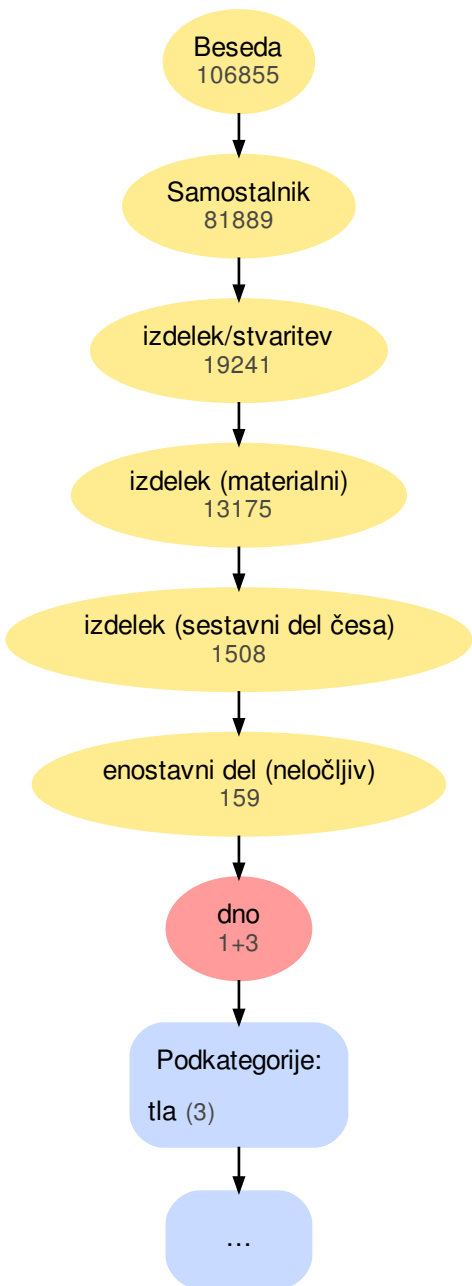 Beseda
106855
Samostalnik
81889
izdelek/stvaritev
19241
izdelek (materialni)
13175
izdelek (sestavni del česa)
1508
enostavni del (neločljiv)
159
dno
1+3
Podkategorije:
tla (3)
...